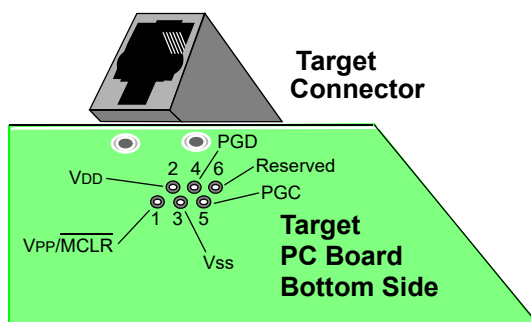 Target
Connector
PGD
2 4 6
Reserved
VDD
PGC
1 3 5
VPP/MCLR
Vss
Target
PC Board
Bottom Side